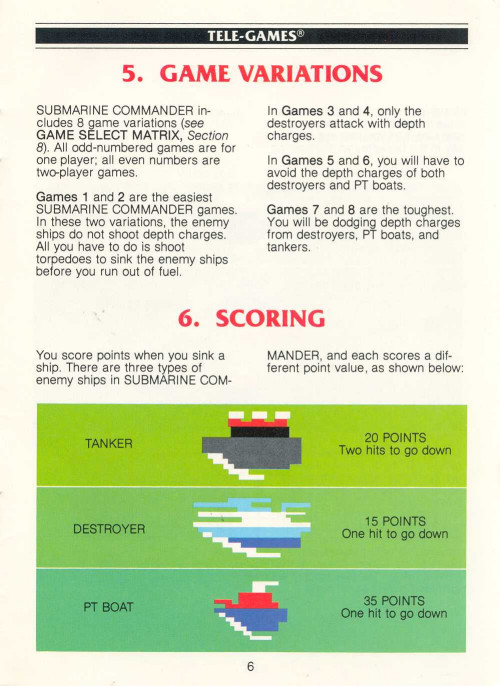 TELE-GAMES®
5. GAME VARIATIONS
SUBMARINE COMMANDER in-
cludes 8 game variations (see
GAME SELECT MATRIX, Section
8). All odd-numbered games are for
one player; all even numbers are
two-player games.
Games 1 and 2 are the easiest
SUBMARINE COMMANDER games.
In these two variations, the enemy
ships do not shoot depth charges.
All you have to do is shoot
torpedoes to sink the enemy ships
before you run out of fuel.
In Games 3 and 4, only the
destroyers attack with depth
charges.
In Games 5 and 6, you will have to
avoid the depth charges of both
destroyers and PT boats.
Games 7 and 8 are the toughest.
You will be dodging depth charges
from destroyers, PT boats, and
tankers.
6. SCORING
You score points when you sink a
ship. There are three types of
enemy ships in SUBMARINE COM-
MANDER, and each scores a dif-
ferent point value, as shown below:
TANKER
20 POINTS
Two hits to go down
DESTROYER
15 POINTS
One hit to go down
PT BOAT
35 POINTS
One hit to go down
6